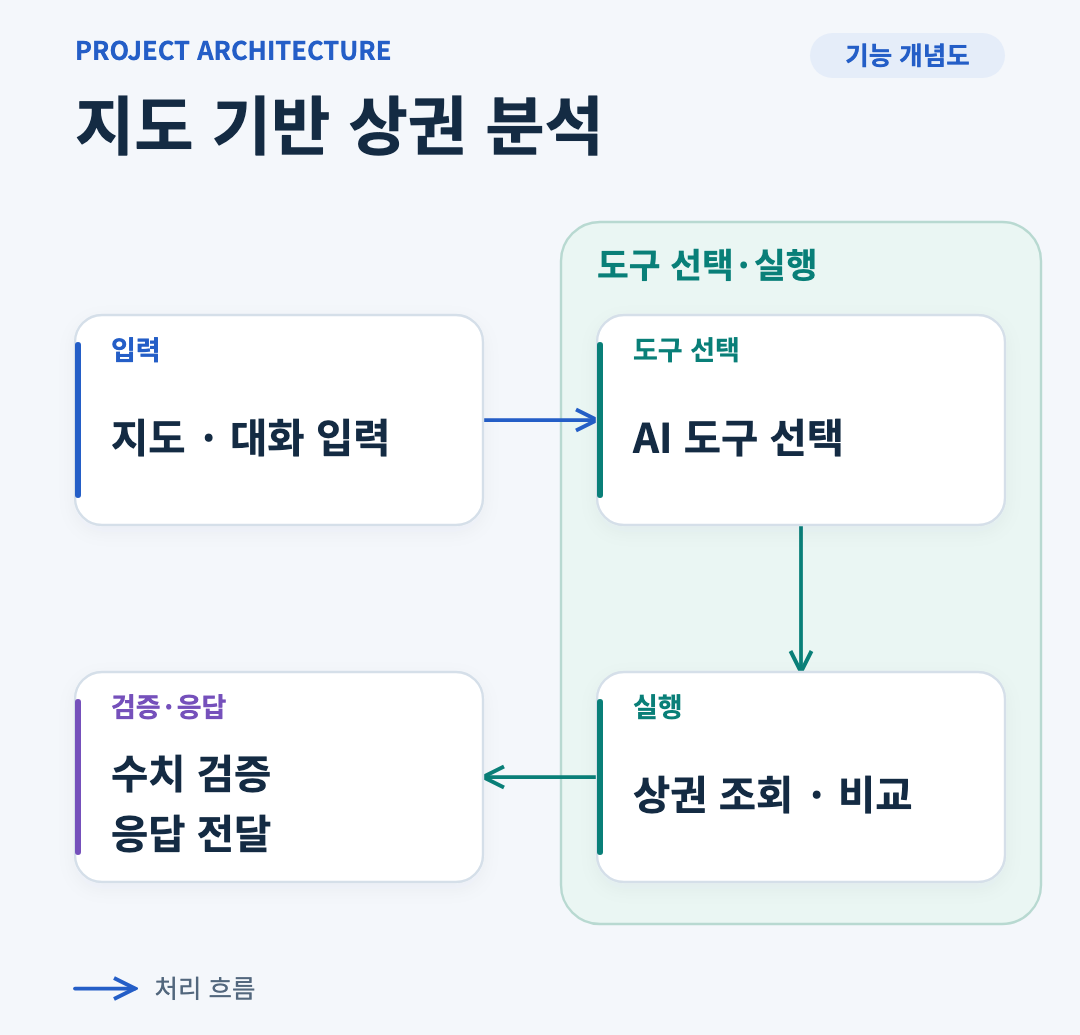 PROJECT ARCHITECTURE
기능 개념도
지도 기반 상권 분석
도구 선택·실행
입력
지도 · 대화 입력
도구 선택
AI 도구 선택
검증·응답
수치 검증
응답 전달
실행
상권 조회 · 비교
처리 흐름